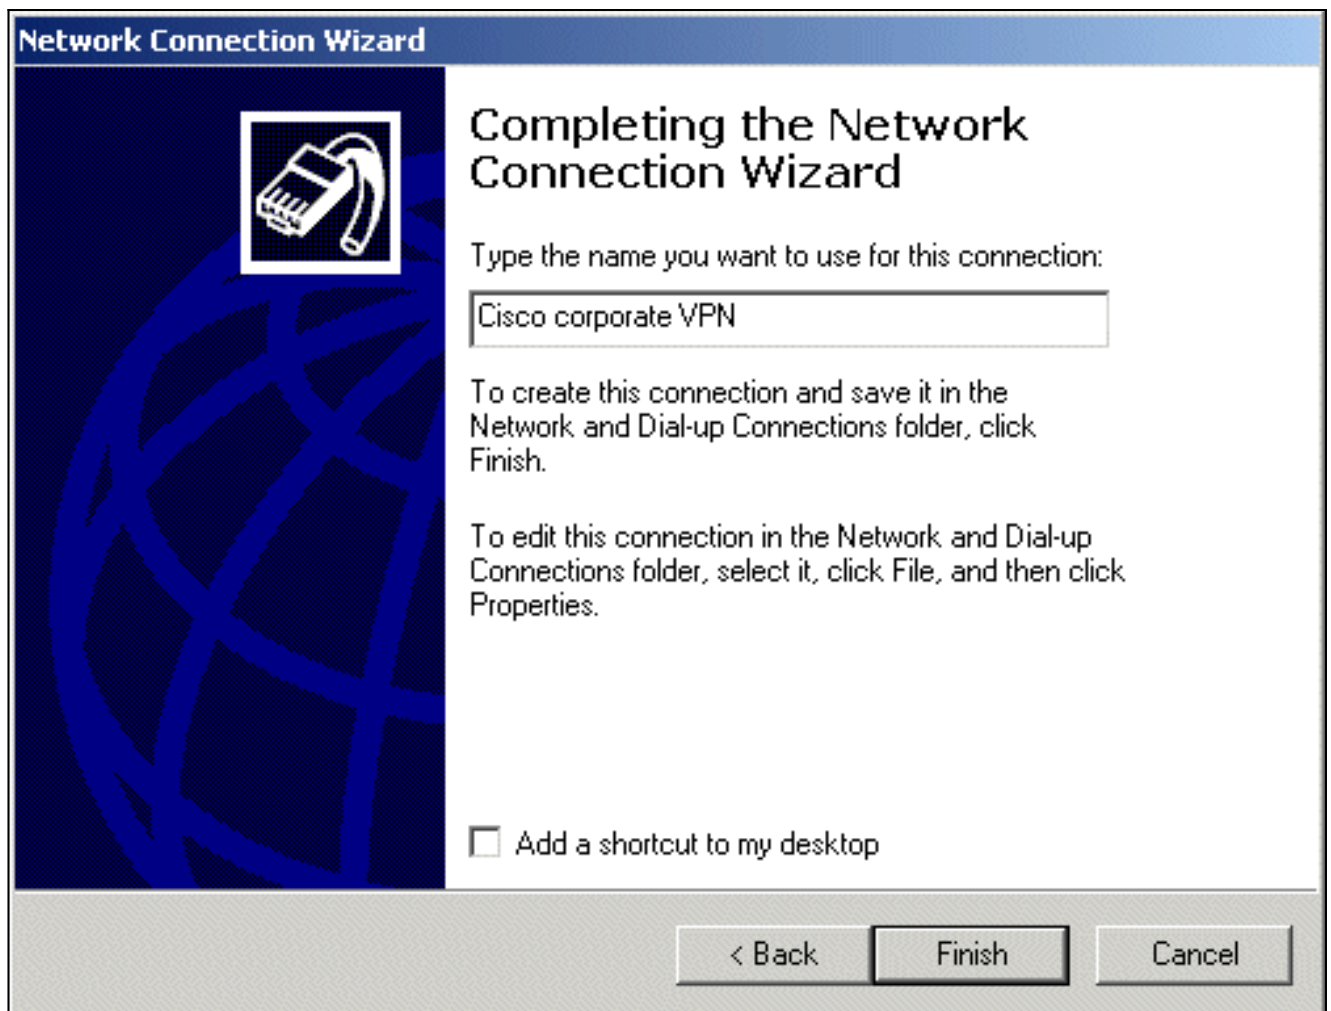 Network Connection Wizard
Completing the Network
Connection Wizard
Type the name you want to use for this connection:
Cisco corporate VPN
To create this connection and save it in the
Network and Dial-up Connections folder, click
Finish.
To edit this connection in the Network and Dial-up
Connections folder, select it, click File, and then click
Properties.
Add a shortcut to my desktop
< Back Finish Cancel